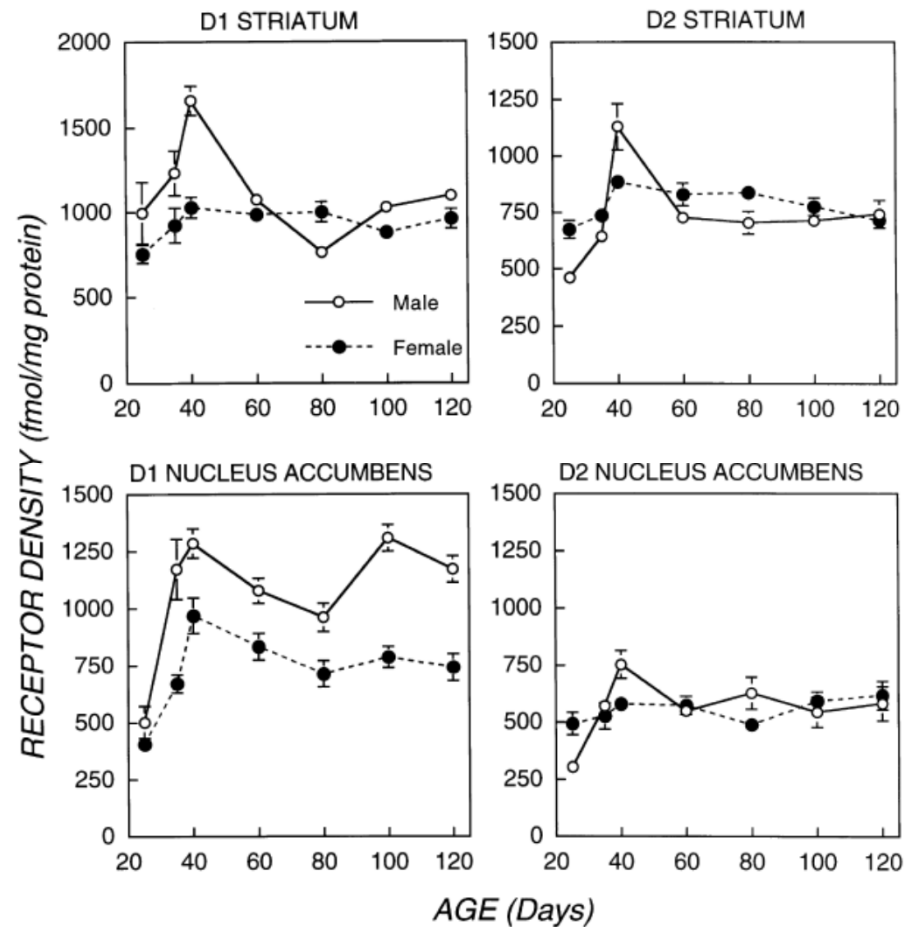 D1 STRIATUM
2000
1500
1000
500
0
20 40 60 80 100 120
Male
Female
D2 STRIATUM
1500
1250
1000
750
500
250
0
20 40 60 80 100 120
RECEPTOR DENSITY (fmol/mg protein)
D1 NUCLEUS ACCUMBENS
1500
1250
1000
750
500
250
0
20 40 60 80 100 120
D2 NUCLEUS ACCUMBENS
1500
1250
1000
750
500
250
0
20 40 60 80 100 120
AGE (Days)